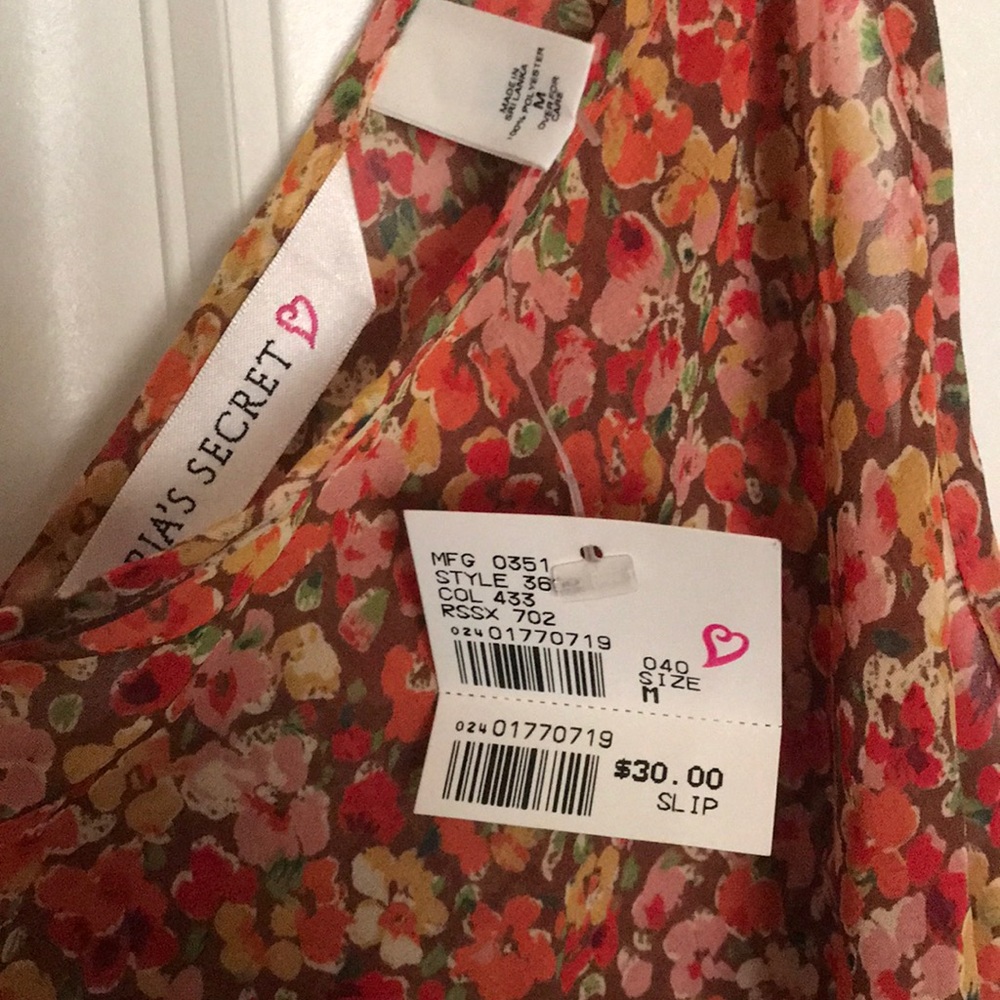 MADE IN
SRI LANKA
100% POLYESTER
M
OVER FOR
CARE
RIA'S SECRET
MFG 0351
STYLE 36
COL 433
RSSX 702
024 01770719
040
SIZE
M
024 01770719
$30.00
SLIP